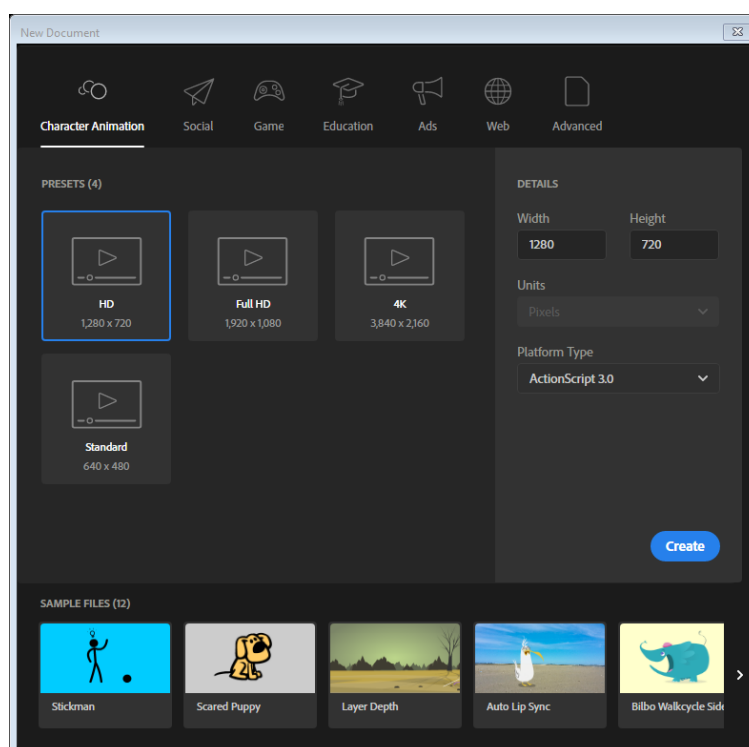 New Document
Character Animation
Social
Game
Education
Ads
Web
Advanced
PRESETS (4)
HD
1,280 x 720
Full HD
1,920 x 1,080
4K
3,840 x 2,160
Standard
640 x 480
DETAILS
Width
Height
1280
720
Units
Pixels
Platform Type
ActionScript 3.0
Create
SAMPLE FILES (12)
Stickman
Scared Puppy
Layer Depth
Auto Lip Sync
Bilbo Walkcycle Side